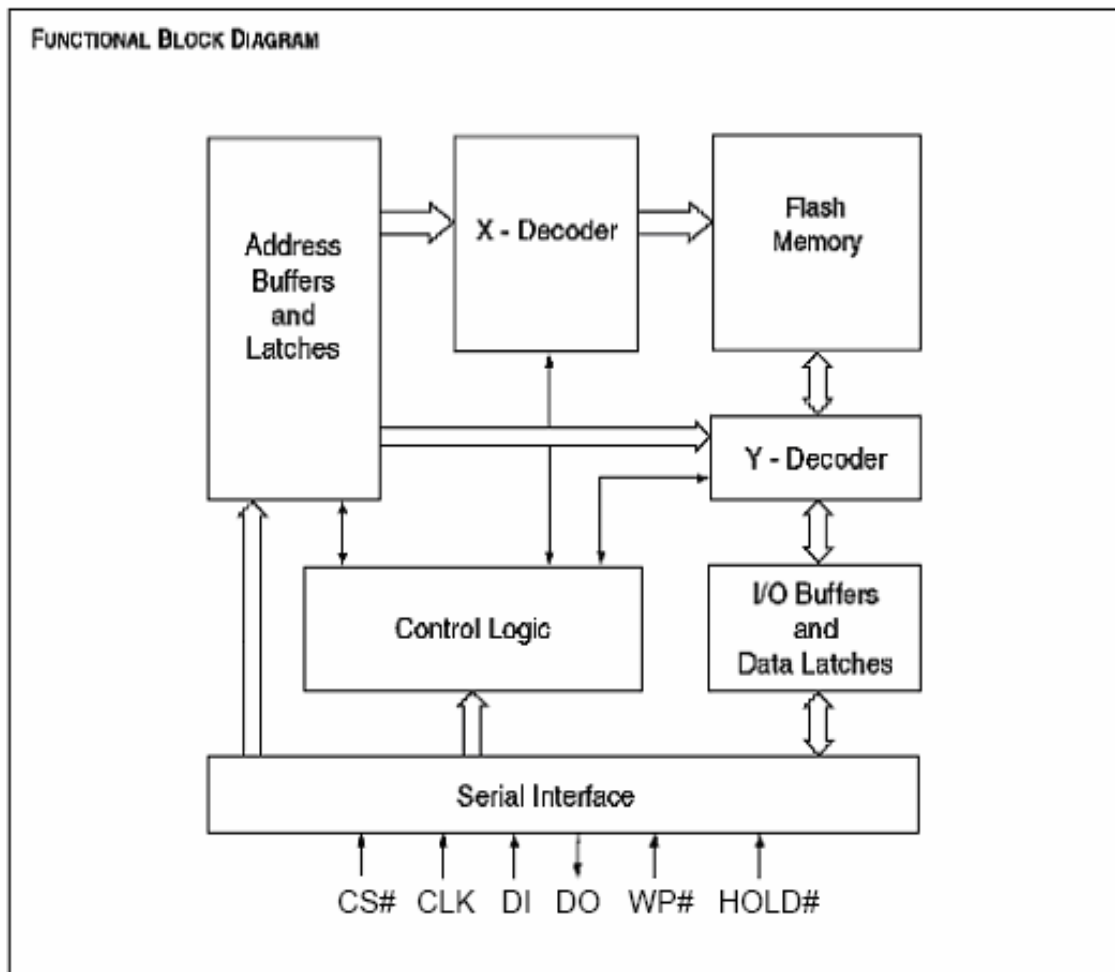 FUNCTIONAL BLOCK DIAGRAM
Address
Buffers
and
Latches
X - Decoder
Flash
Memory
Y - Decoder
Control Logic
I/O Buffers
and
Data Latches
Serial Interface
CS# CLK DI DO WP# HOLD#